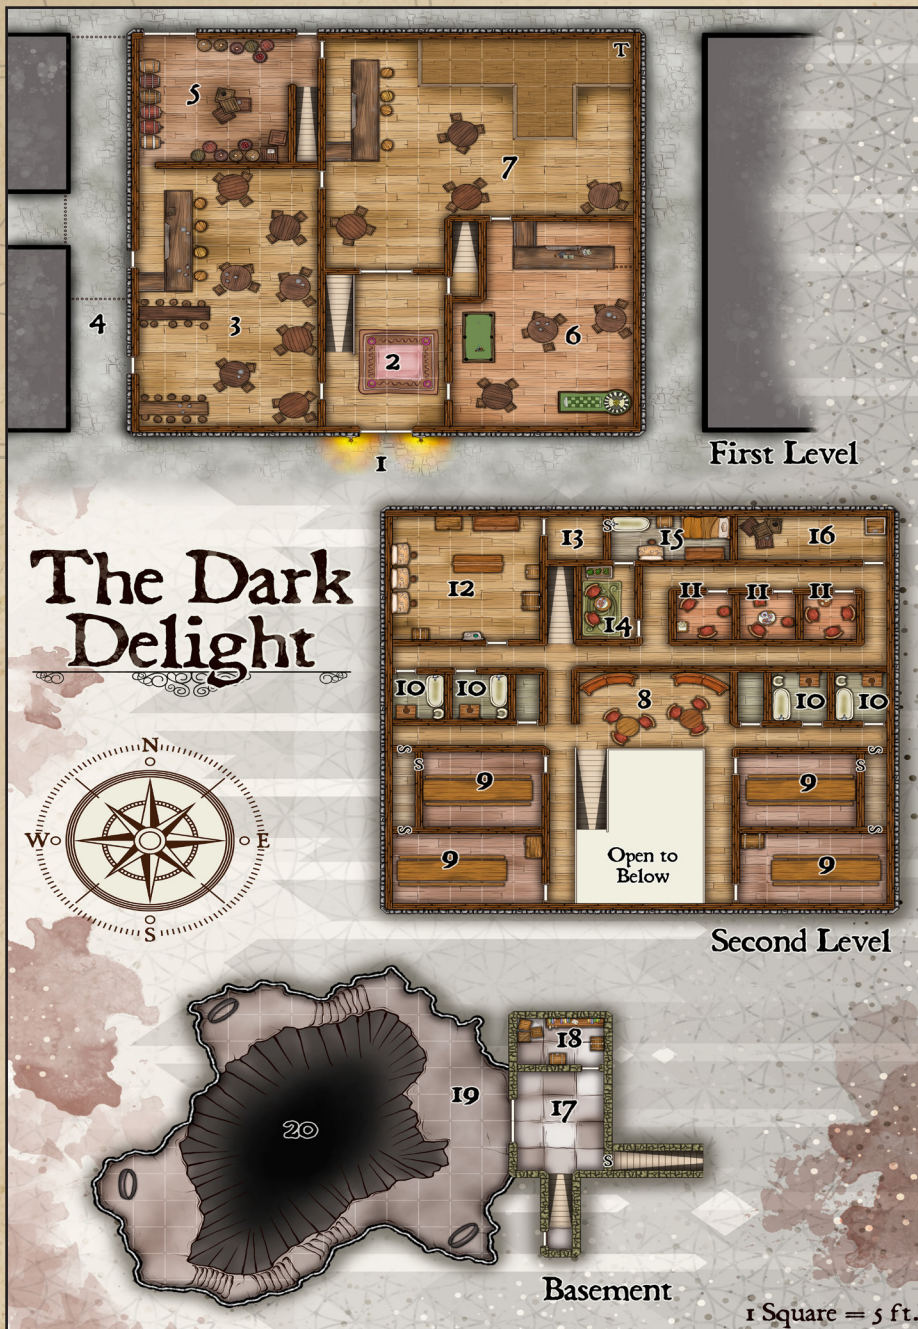 T
5
7
4
3
2
6
1
First Level
The Dark
Delight
S
13
15
16
12
11
11
11
14
10
10
8
10
10
S
S
S
S
9
9
S
S
9
9
Open to
Below
Second Level
N
W
E
S
18
19
17
20
S
Basement
1 Square = 5 ft.